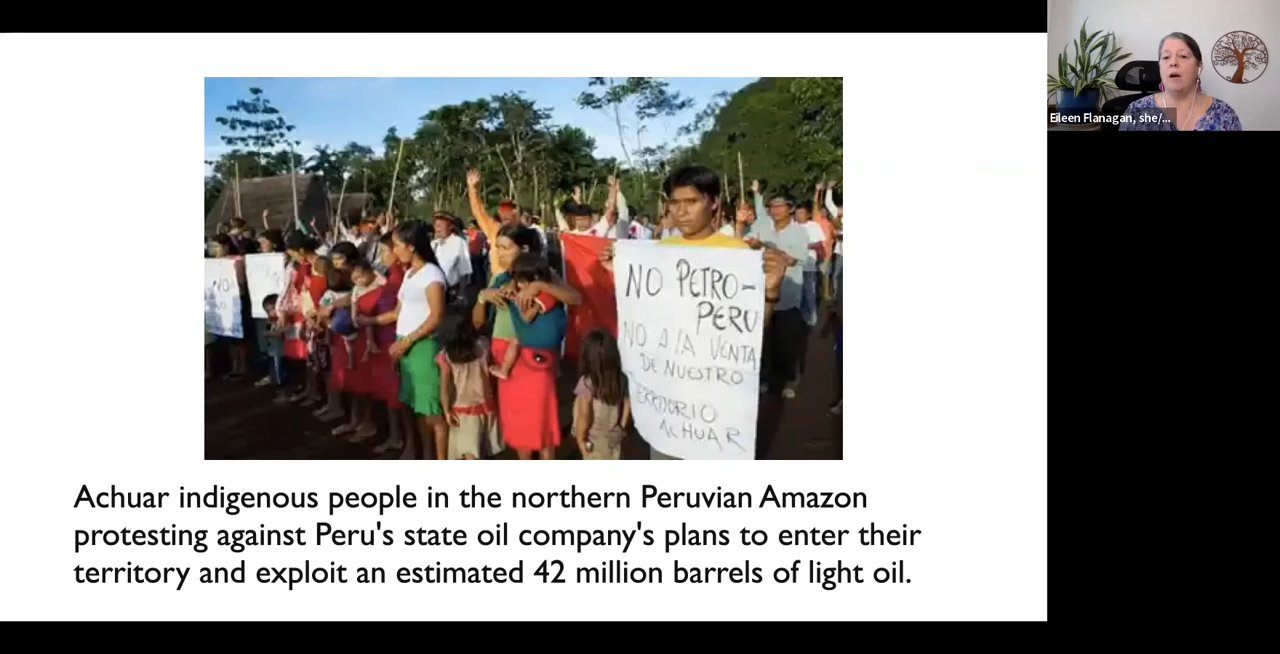 NO PETRO-
PERU
NO A LA VENTA
DE NUESTRO
TERRITORIO
ACHUAR
NO
Achuar indigenous people in the northern Peruvian Amazon
protesting against Peru's state oil company's plans to enter their
territory and exploit an estimated 42 million barrels of light oil.
Eileen Flanagan, she/...